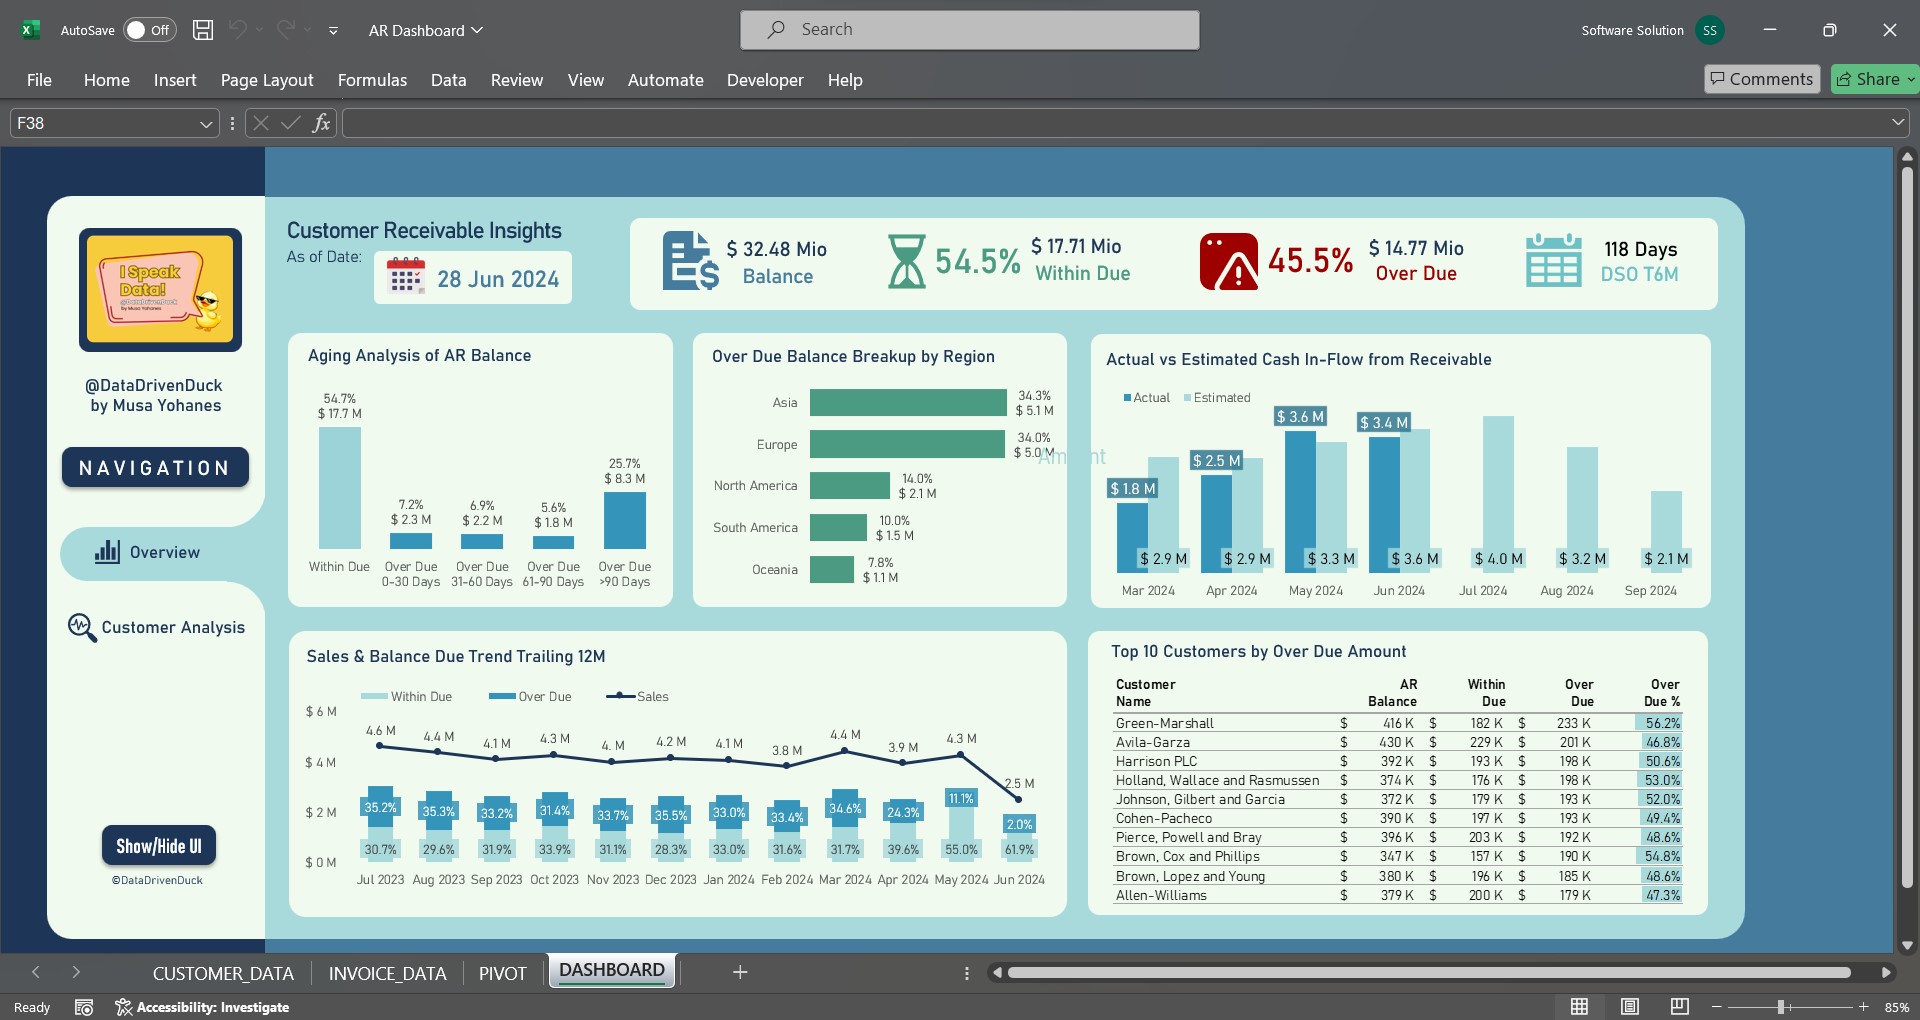 AutoSave Off AR Dashboard Search Software Solution SS
File Home Insert Page Layout Formulas Data Review View Automate Developer Help Comments Share
F38 fx
I Speak
Data!
@DataDrivenDuck
by Musa Yohanes
@DataDrivenDuck
by Musa Yohanes
NAVIGATION
Overview
Customer Analysis
Show/Hide UI
©DataDrivenDuck
Customer Receivable Insights
As of Date:
28 Jun 2024
$ 32.48 Mio
Balance
54.5%
$ 17.71 Mio
Within Due
45.5%
$ 14.77 Mio
Over Due
118 Days
DSO T6M
Aging Analysis of AR Balance
54.7%
$ 17.7 M
7.2%
$ 2.3 M
6.9%
$ 2.2 M
5.6%
$ 1.8 M
25.7%
$ 8.3 M
Within Due
Over Due
0-30 Days
Over Due
31-60 Days
Over Due
61-90 Days
Over Due
>90 Days
Over Due Balance Breakup by Region
Asia
34.3%
$ 5.1 M
Europe
34.0%
$ 5.0 M
North America
14.0%
$ 2.1 M
South America
10.0%
$ 1.5 M
Oceania
7.8%
$ 1.1 M
Actual vs Estimated Cash In-Flow from Receivable
Actual Estimated
$ 1.8 M $ 2.5 M $ 3.6 M $ 3.4 M
$ 2.9 M $ 2.9 M $ 3.3 M $ 3.6 M $ 4.0 M $ 3.2 M $ 2.1 M
Mar 2024 Apr 2024 May 2024 Jun 2024 Jul 2024 Aug 2024 Sep 2024
Sales & Balance Due Trend Trailing 12M
Within Due Over Due Sales
$ 6 M
$ 4 M
$ 2 M
$ 0 M
4.6 M 4.4 M 4.1 M 4.3 M 4. M 4.2 M 4.1 M 3.8 M 4.4 M 3.9 M 4.3 M 2.5 M
35.2% 35.3% 33.2% 31.4% 33.7% 35.5% 33.0% 33.4% 34.6% 24.3% 11.1% 2.0%
30.7% 29.6% 31.9% 33.9% 31.1% 28.3% 33.0% 31.6% 31.7% 39.6% 55.0% 61.9%
Jul 2023 Aug 2023 Sep 2023 Oct 2023 Nov 2023 Dec 2023 Jan 2024 Feb 2024 Mar 2024 Apr 2024 May 2024 Jun 2024
Top 10 Customers by Over Due Amount
Customer AR Within Over Over
Name Balance Due Due Due %
Green-Marshall $ 416 K $ 182 K $ 233 K 56.2%
Avila-Garza $ 430 K $ 229 K $ 201 K 46.8%
Harrison PLC $ 392 K $ 193 K $ 198 K 50.6%
Holland, Wallace and Rasmussen $ 374 K $ 176 K $ 198 K 53.0%
Johnson, Gilbert and Garcia $ 372 K $ 179 K $ 193 K 52.0%
Cohen-Pacheco $ 390 K $ 197 K $ 193 K 49.4%
Pierce, Powell and Bray $ 396 K $ 203 K $ 192 K 48.6%
Brown, Cox and Phillips $ 347 K $ 157 K $ 190 K 54.8%
Brown, Lopez and Young $ 380 K $ 196 K $ 185 K 48.6%
Allen-Williams $ 379 K $ 200 K $ 179 K 47.3%
CUSTOMER_DATA INVOICE_DATA PIVOT DASHBOARD
Ready Accessibility: Investigate 85%